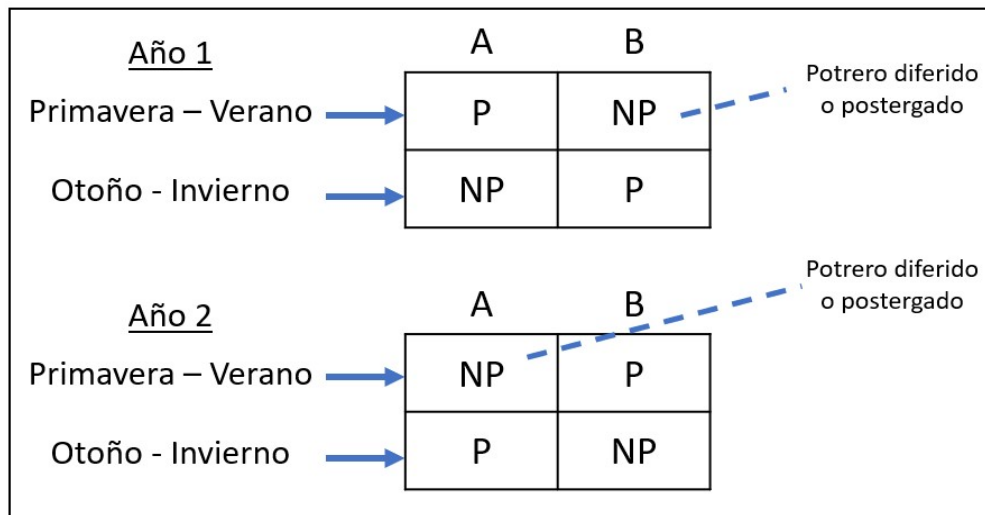 Año 1
A B
Primavera – Verano P NP
Potrero diferido
o postergado
Otoño - Invierno NP P
Año 2
A B
Potrero diferido
o postergado
Primavera – Verano NP P
Otoño - Invierno P NP